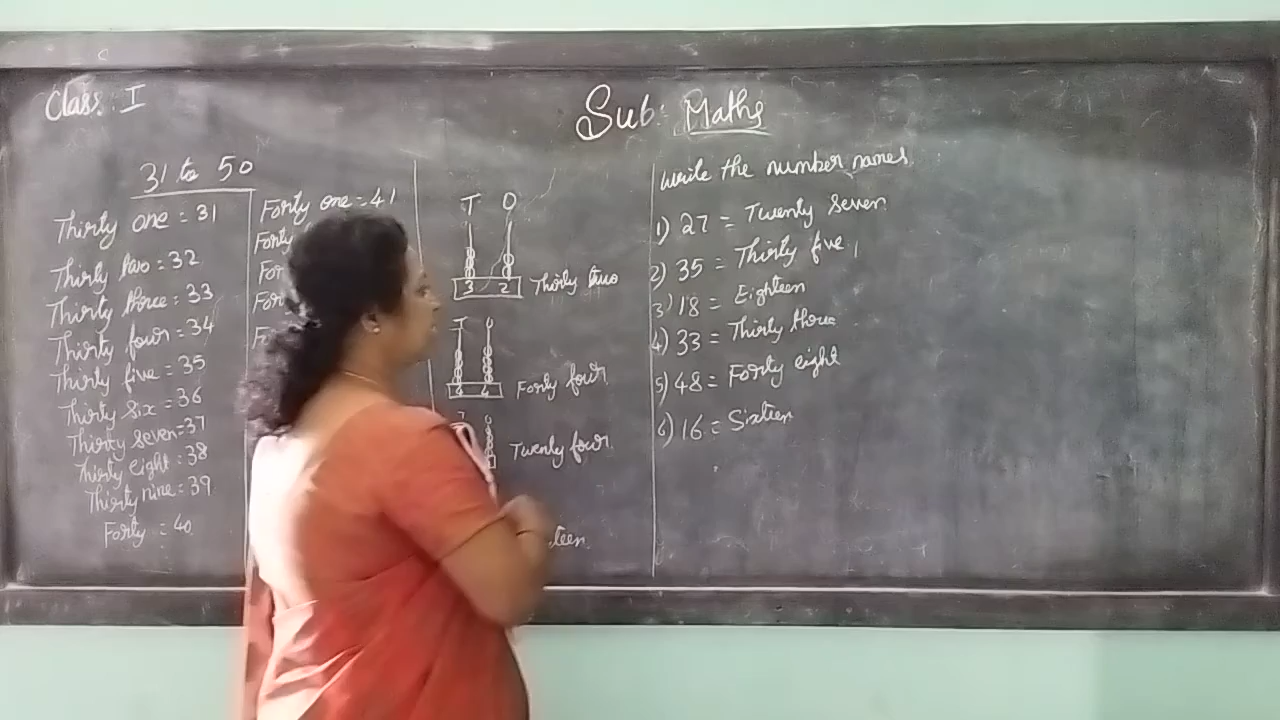 Class: I
Sub: Maths
31 to 50
Thirty one = 31
Thirty two = 32
Thirty three = 33
Thirty four = 34
Thirty five = 35
Thirty six = 36
Thirty seven = 37
Thirty eight = 38
Thirty nine = 39
Forty = 40
Forty one = 41
T O
3 2 Thirty two
T O
4 4 Forty four
Twenty four
Write the number names
1) 27 = Twenty seven
2) 35 = Thirty five
3) 18 = Eighteen
4) 33 = Thirty three
5) 48 = Forty eight
6) 16 = Sixteen